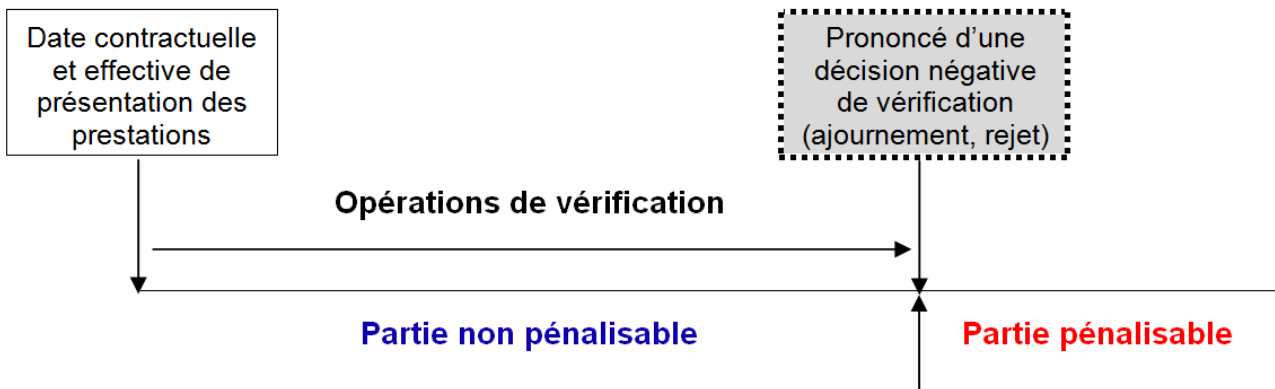 Date contractuelle
et effective de
présentation des
prestations
Prononcé d’une
décision négative
de vérification
(ajournement, rejet)
Opérations de vérification
Partie non pénalisable
Partie pénalisable